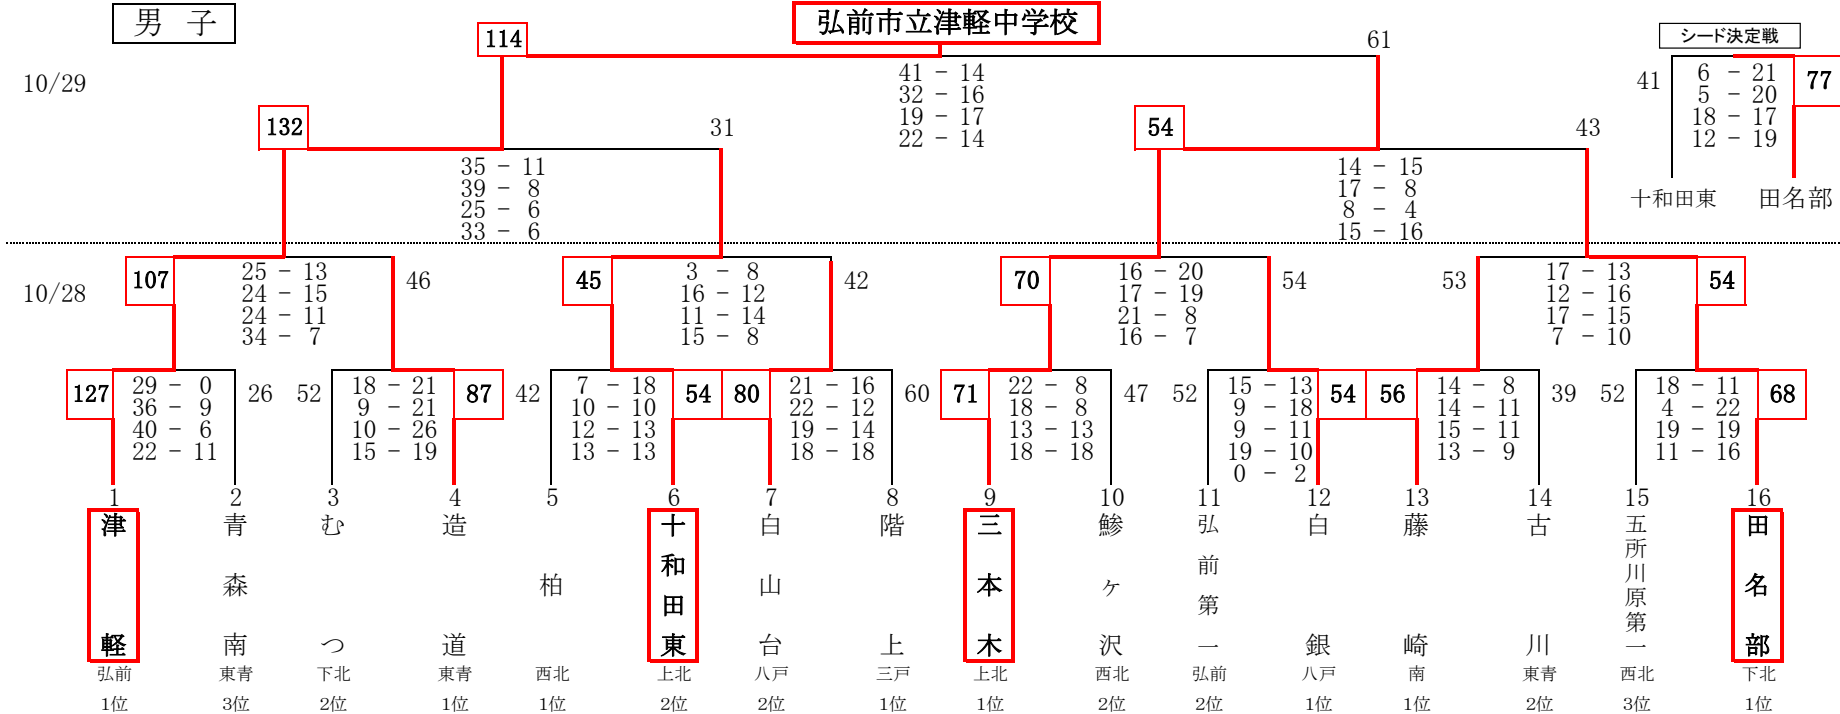 男 子
弘前市立津軽中学校
シード決定戦
10/29
114
61
41 - 14
32 - 16
19 - 17
22 - 14
41
6 - 21
5 - 20
18 - 17
12 - 19
77
十和田東
田名部
132
31
35 - 11
39 - 8
25 - 6
33 - 6
54
43
14 - 15
17 - 8
8 - 4
15 - 16
10/28
107
46
25 - 13
24 - 15
24 - 11
34 - 7
45
42
3 - 8
16 - 12
11 - 14
15 - 8
70
54
16 - 20
17 - 19
21 - 8
16 - 7
53
54
17 - 13
12 - 16
17 - 15
7 - 10
127
29 - 0
36 - 9
40 - 6
22 - 11
26
52
18 - 21
9 - 21
10 - 26
15 - 19
87
42
7 - 18
10 - 10
12 - 13
13 - 13
54
80
21 - 16
22 - 12
19 - 14
18 - 18
60
71
22 - 8
18 - 8
13 - 13
18 - 18
47
52
15 - 13
9 - 18
9 - 11
19 - 10
0 - 2
54
56
14 - 8
14 - 11
15 - 11
13 - 9
39
52
18 - 11
4 - 22
19 - 19
11 - 16
68
1
津軽
弘前
1位
2
青森南
東青
3位
3
むつ
下北
2位
4
造道
東青
1位
5
柏
西北
1位
6
十和田東
上北
2位
7
白山台
八戸
2位
8
階上
三戸
1位
9
三本木
上北
1位
10
鯵ヶ沢
西北
2位
11
弘前第一
弘前
2位
12
白銀
八戸
1位
13
藤崎
南
1位
14
古川
東青
2位
15
五所川原第一
西北
3位
16
田名部
下北
1位